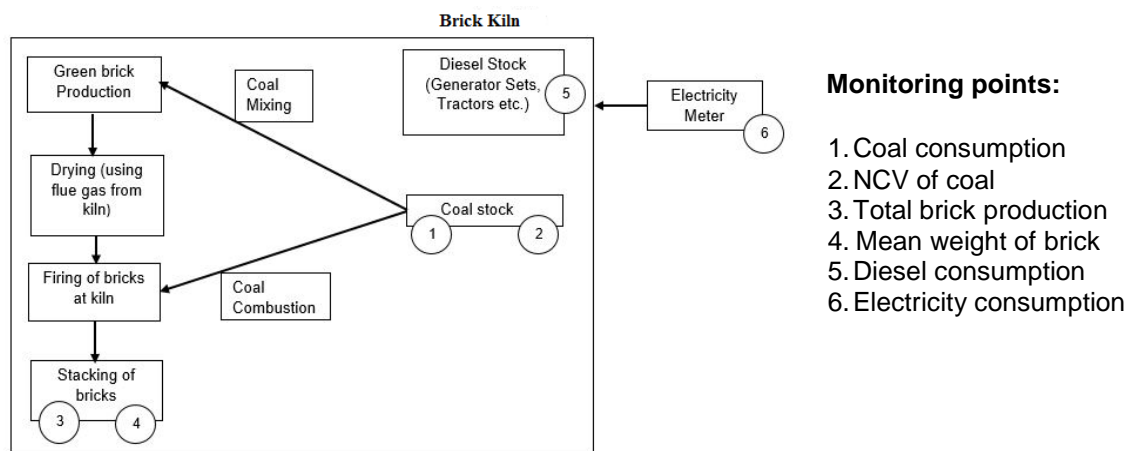 Brick Kiln
Green brick
Production
Coal
Mixing
Diesel Stock
(Generator Sets,
Tractors etc.)
5
Electricity
Meter
6
Drying (using
flue gas from
kiln)
Coal stock
1
2
Firing of bricks
at kiln
Coal
Combustion
Stacking of
bricks
3
4
Monitoring points:
1. Coal consumption
2. NCV of coal
3. Total brick production
4. Mean weight of brick
5. Diesel consumption
6. Electricity consumption